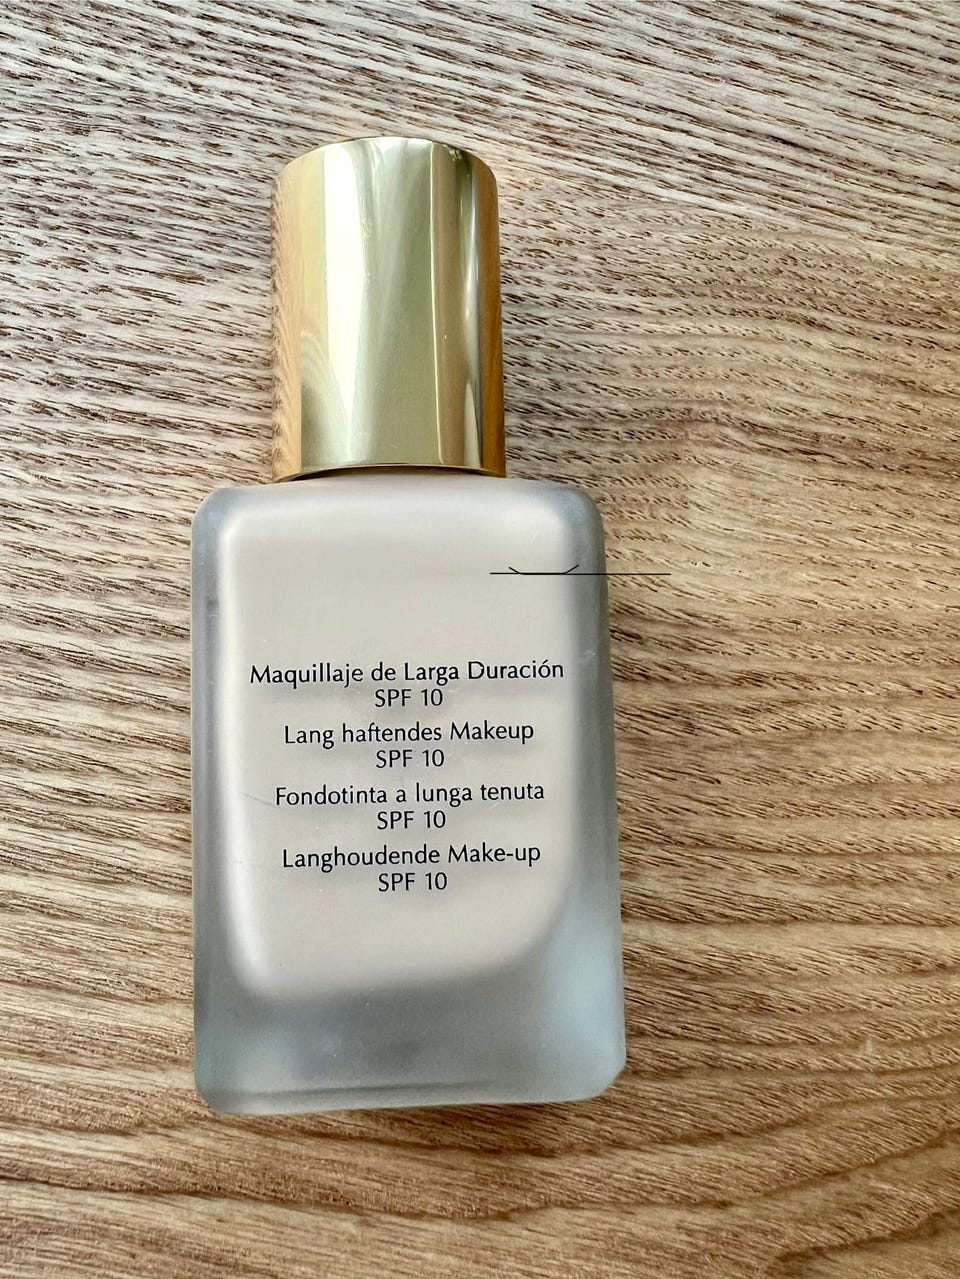 Maquillaje de Larga Duración
SPF 10
Lang haftendes Makeup
SPF 10
Fondotinta a lunga tenuta
SPF 10
Langhoudende Make-up
SPF 10